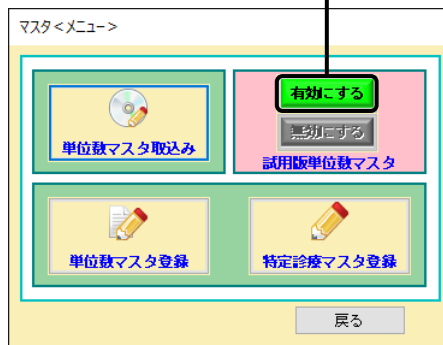 マスタ<メニュー>
有効にする
無効にする
単位数マスタ取込み
試用版単位数マスタ
単位数マスタ登録
特定診療マスタ登録
戻る